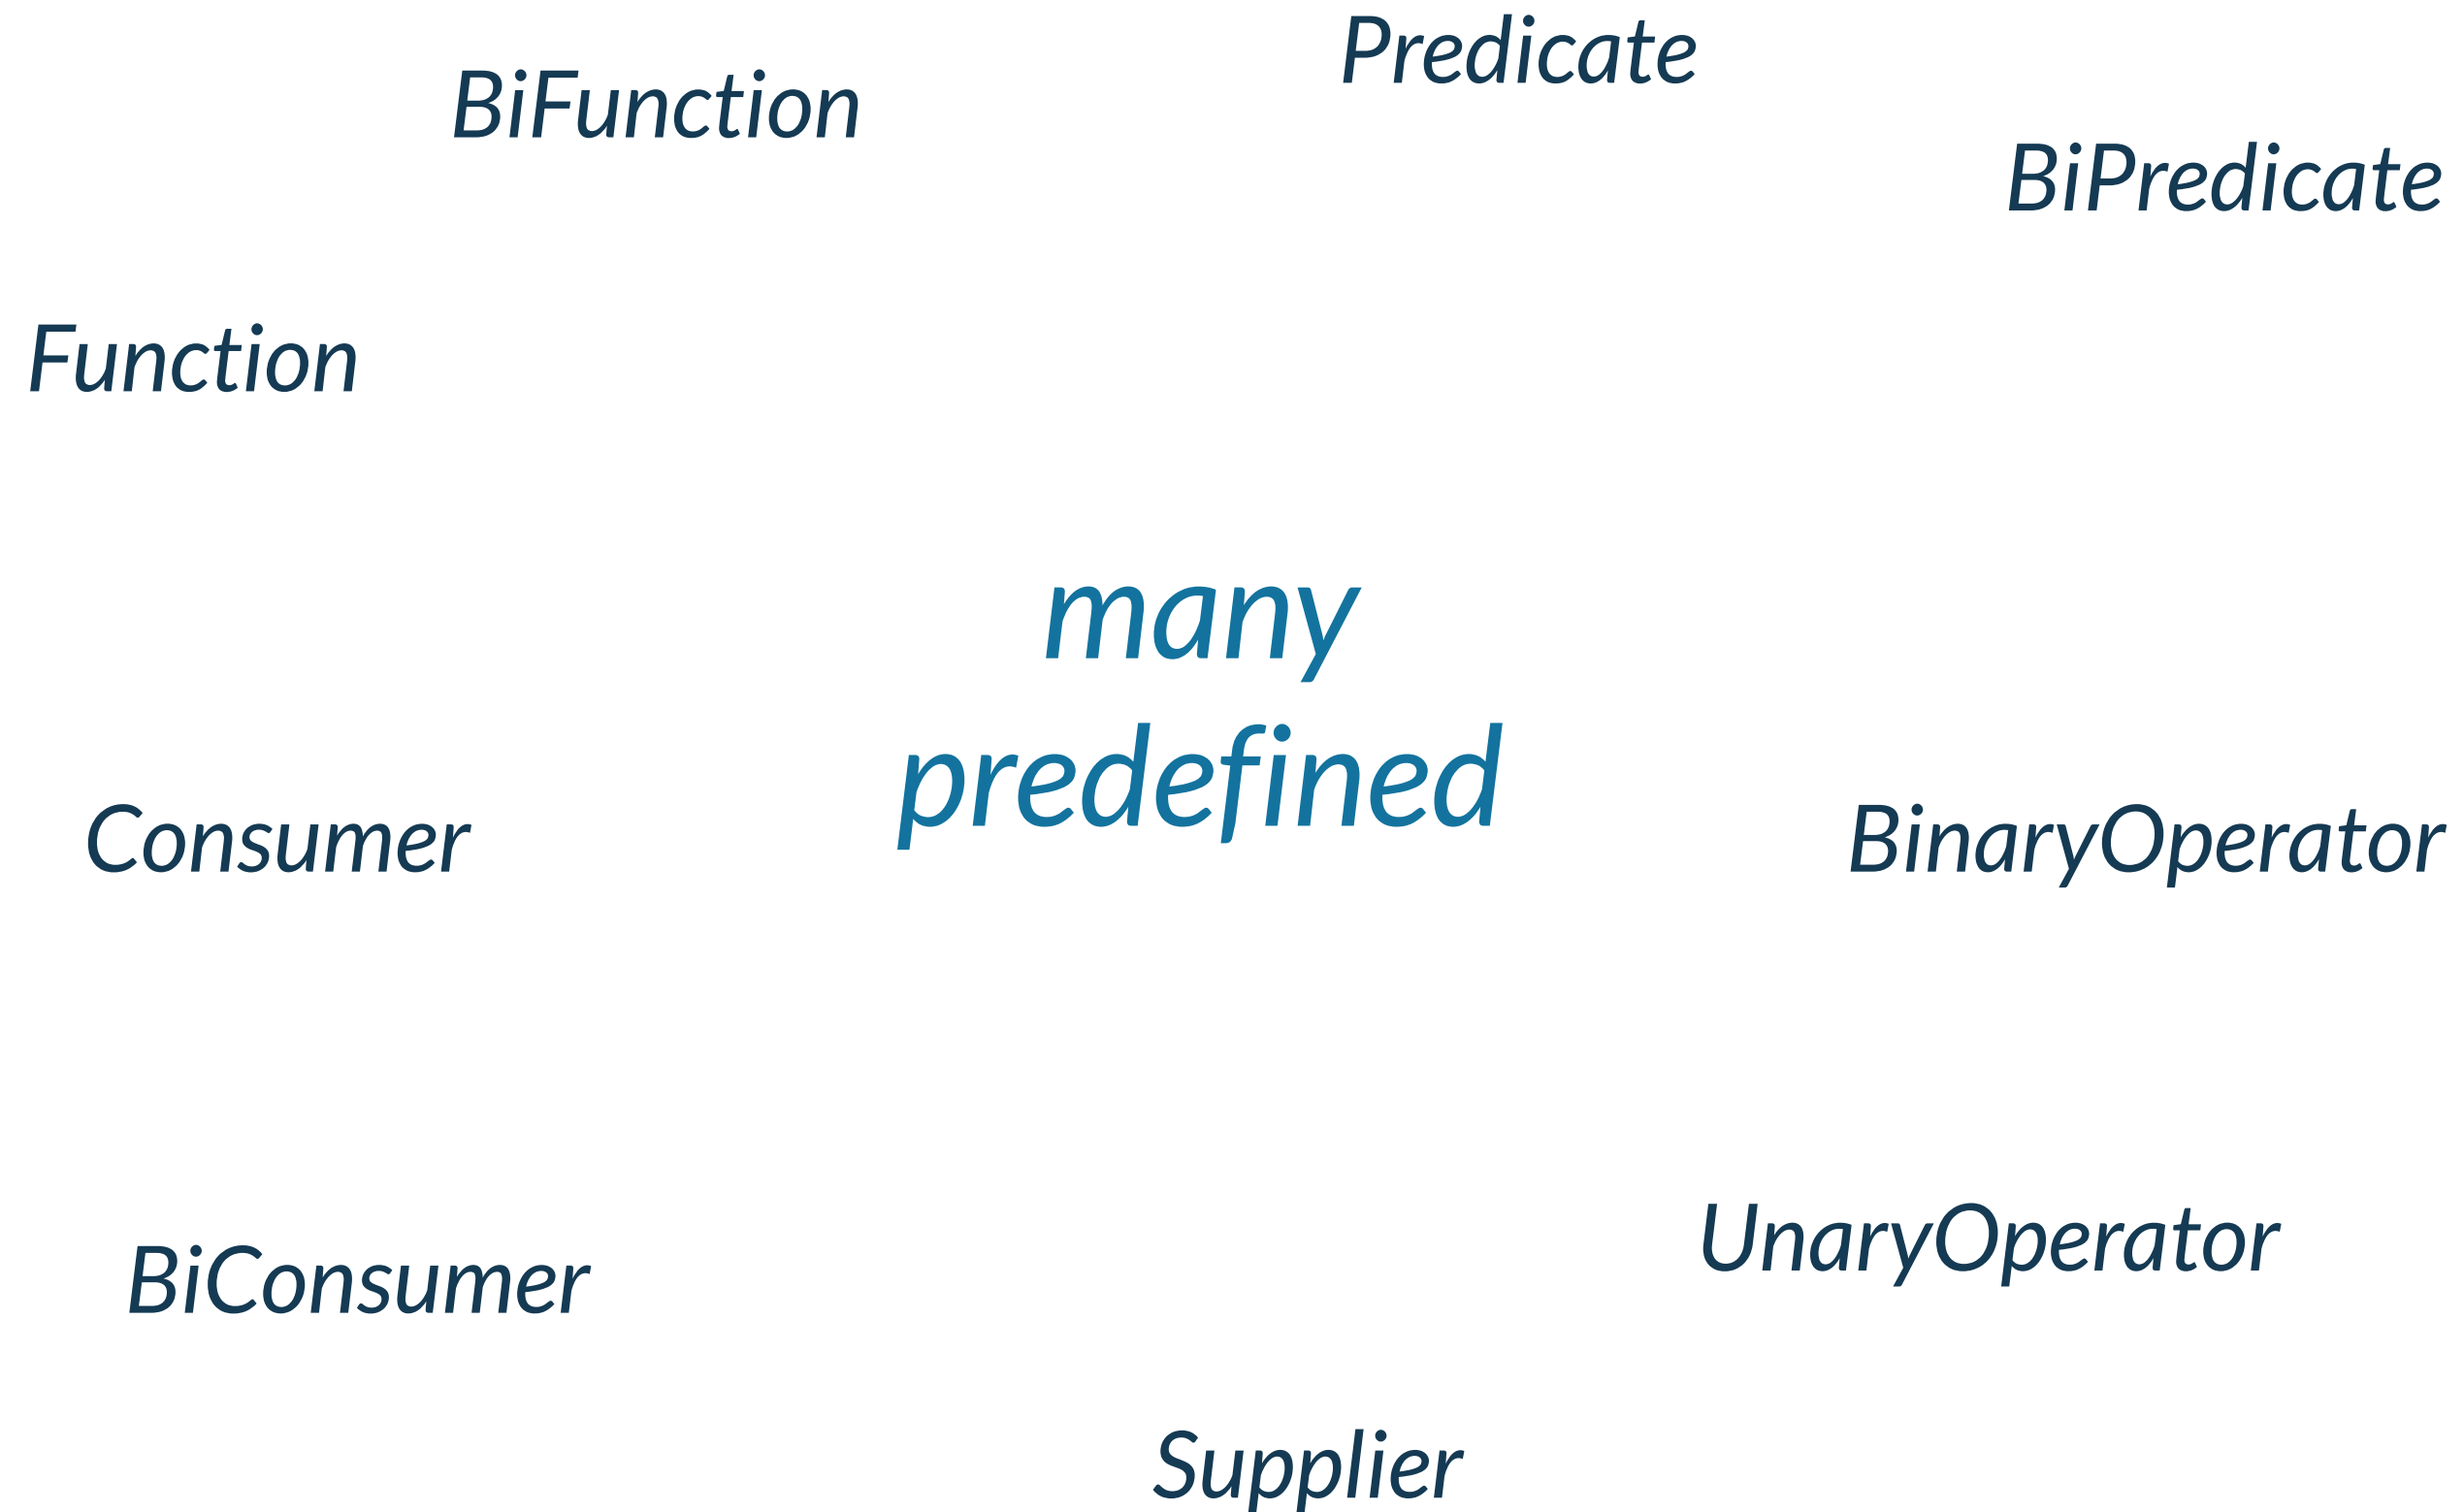 Predicate
BiFunction
BiPredicate
Function
many
predefined
Consumer
BinaryOperator
UnaryOperator
BiConsumer
Supplier